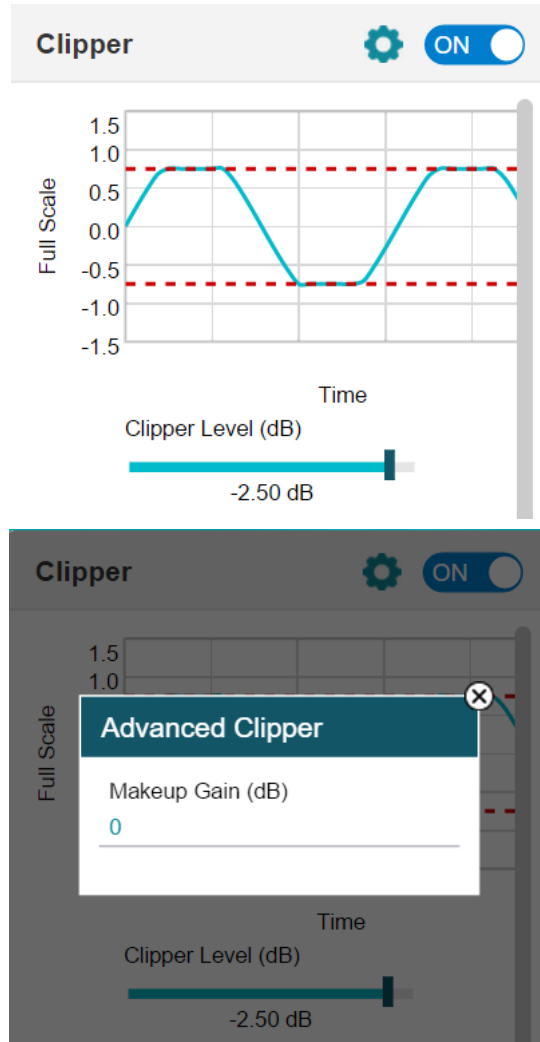 Clipper
ON
1.5
1.0
0.5
0.0
-0.5
-1.0
-1.5
Full Scale
Time
Clipper Level (dB)
-2.50 dB
Clipper
ON
1.5
1.0
Full Scale
Advanced Clipper
Makeup Gain (dB)
0
Time
Clipper Level (dB)
-2.50 dB